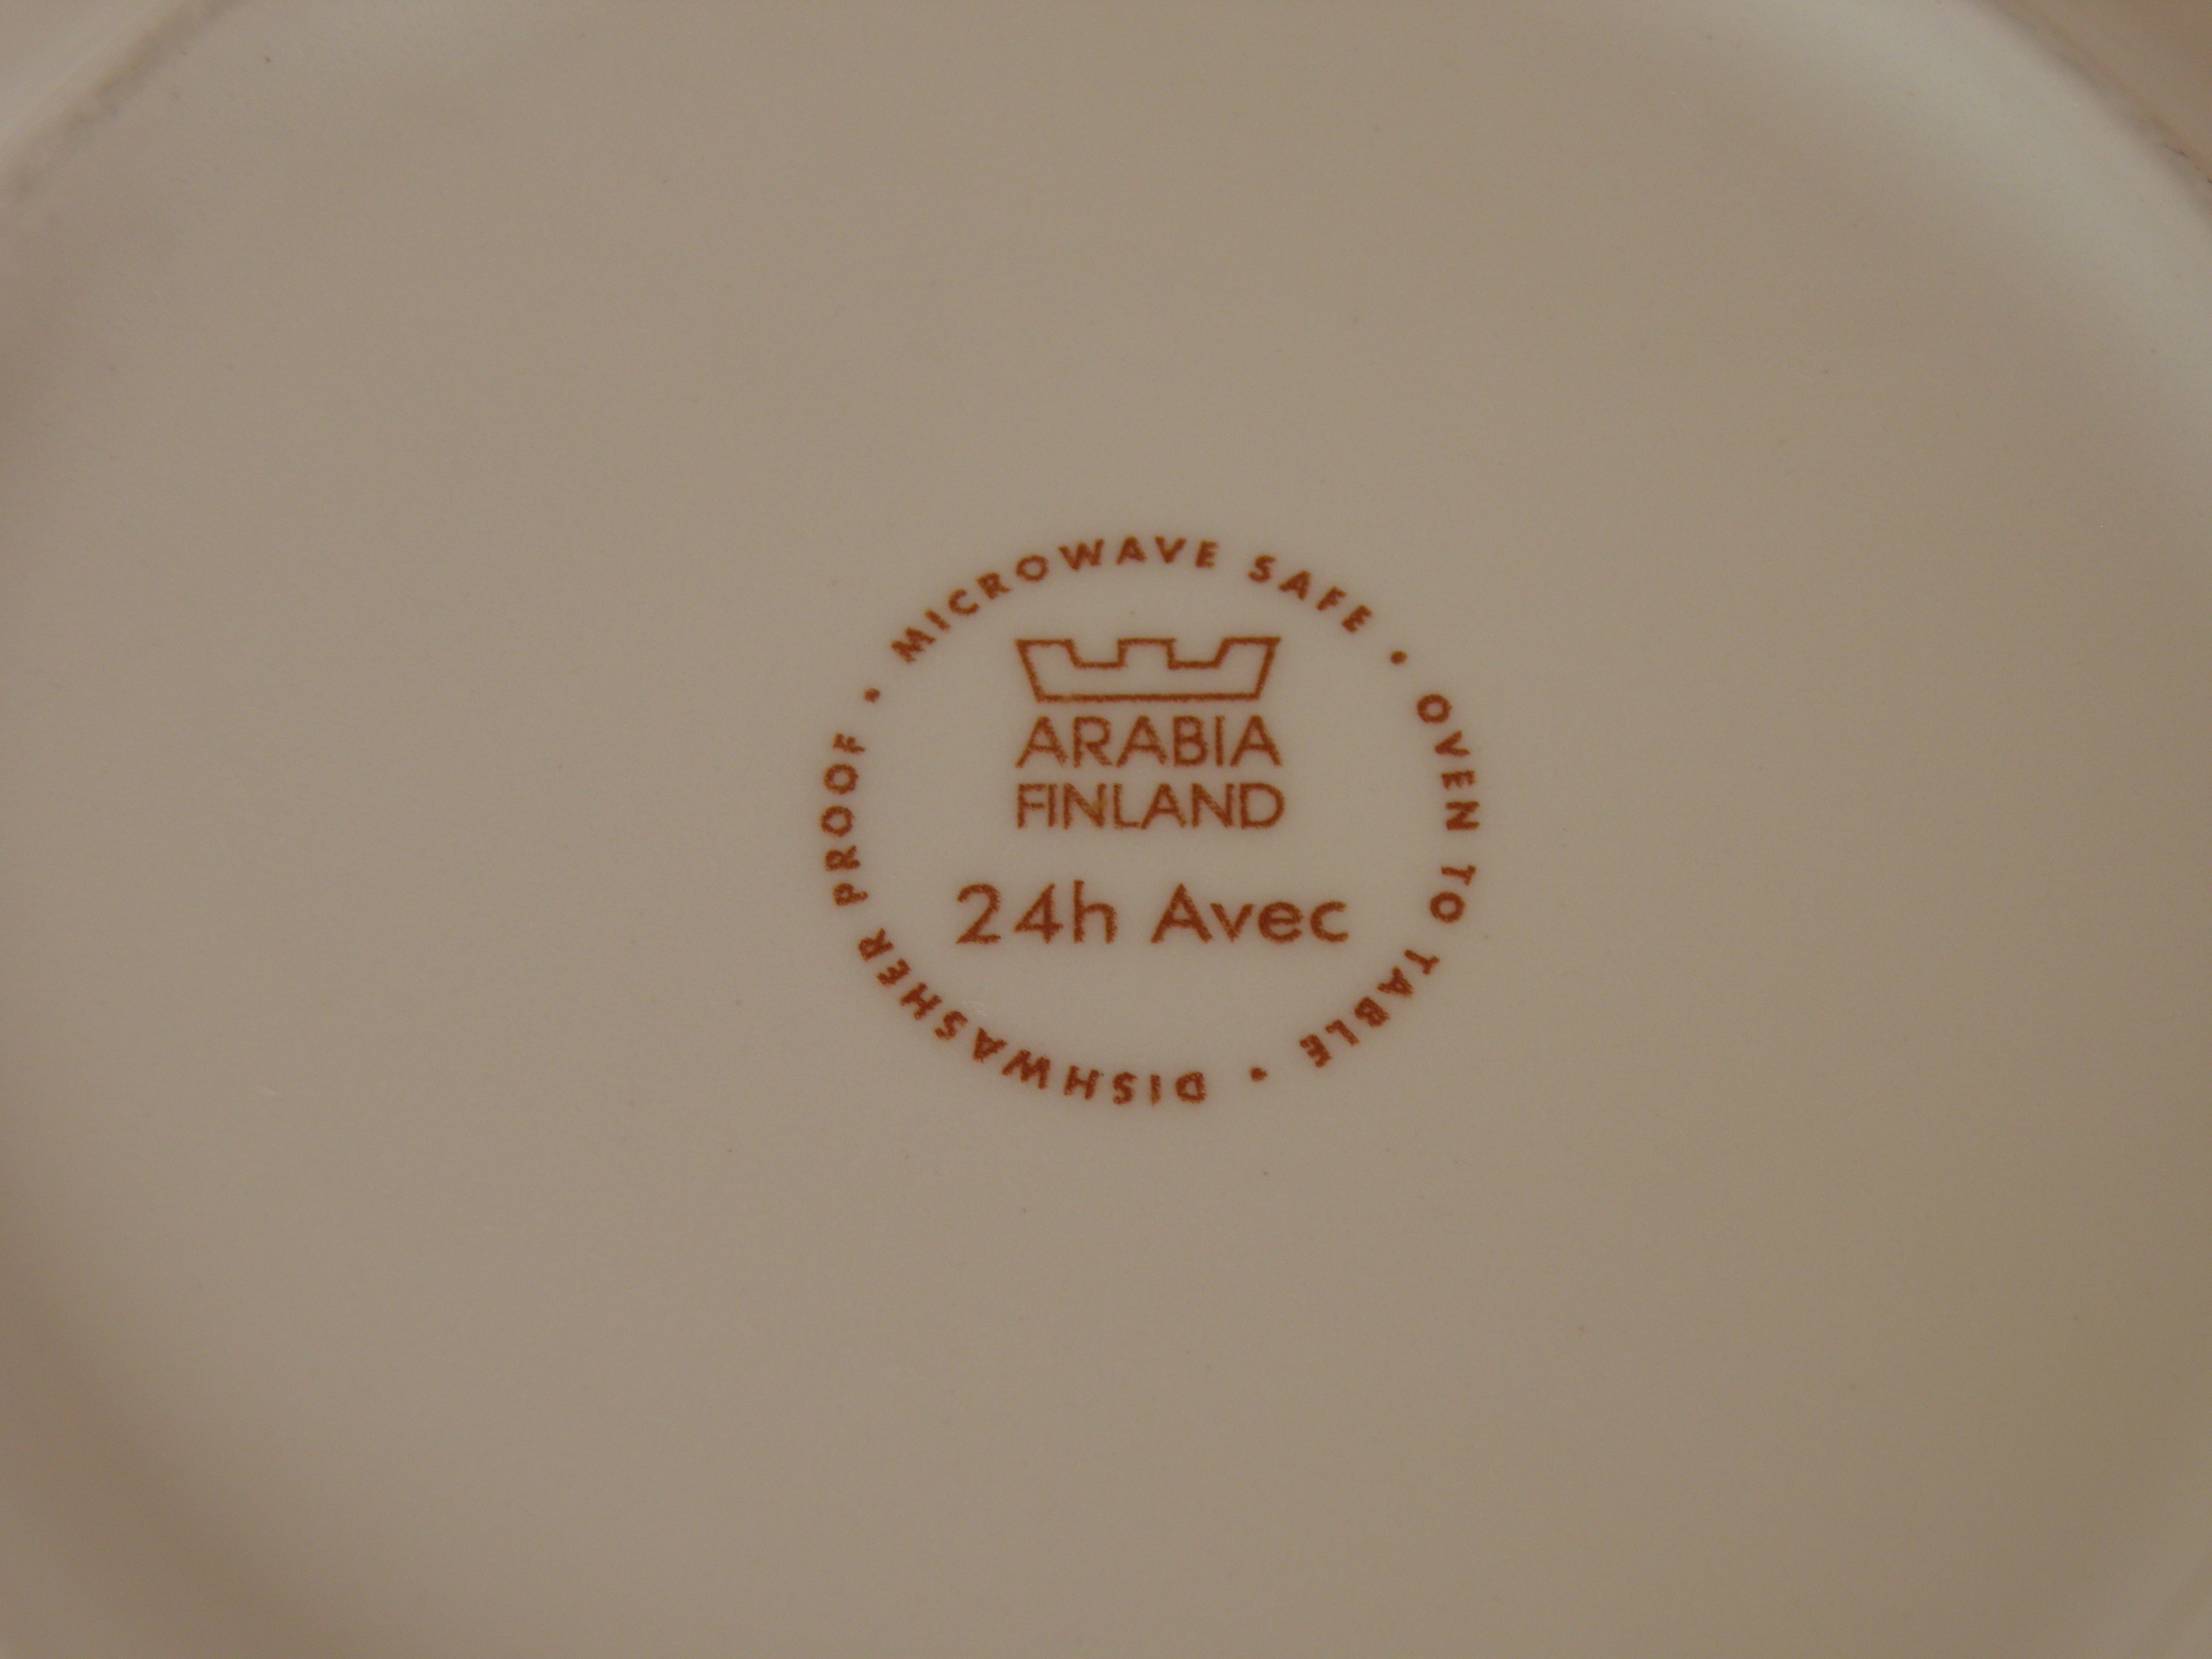 • MICROWAVE SAFE • OVEN TO TABLE • DISHWASHER PROOF
ARABIA
FINLAND
24h Avec